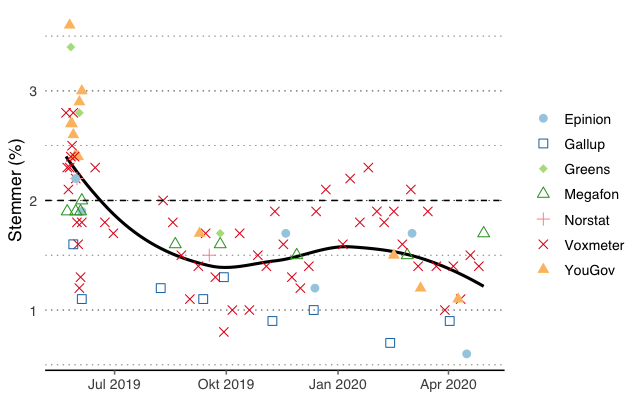 Stemmer (%)
3
2
1
Jul 2019
Okt 2019
Jan 2020
Apr 2020
Epinion
Gallup
Greens
Megafon
Norstat
Voxmeter
YouGov